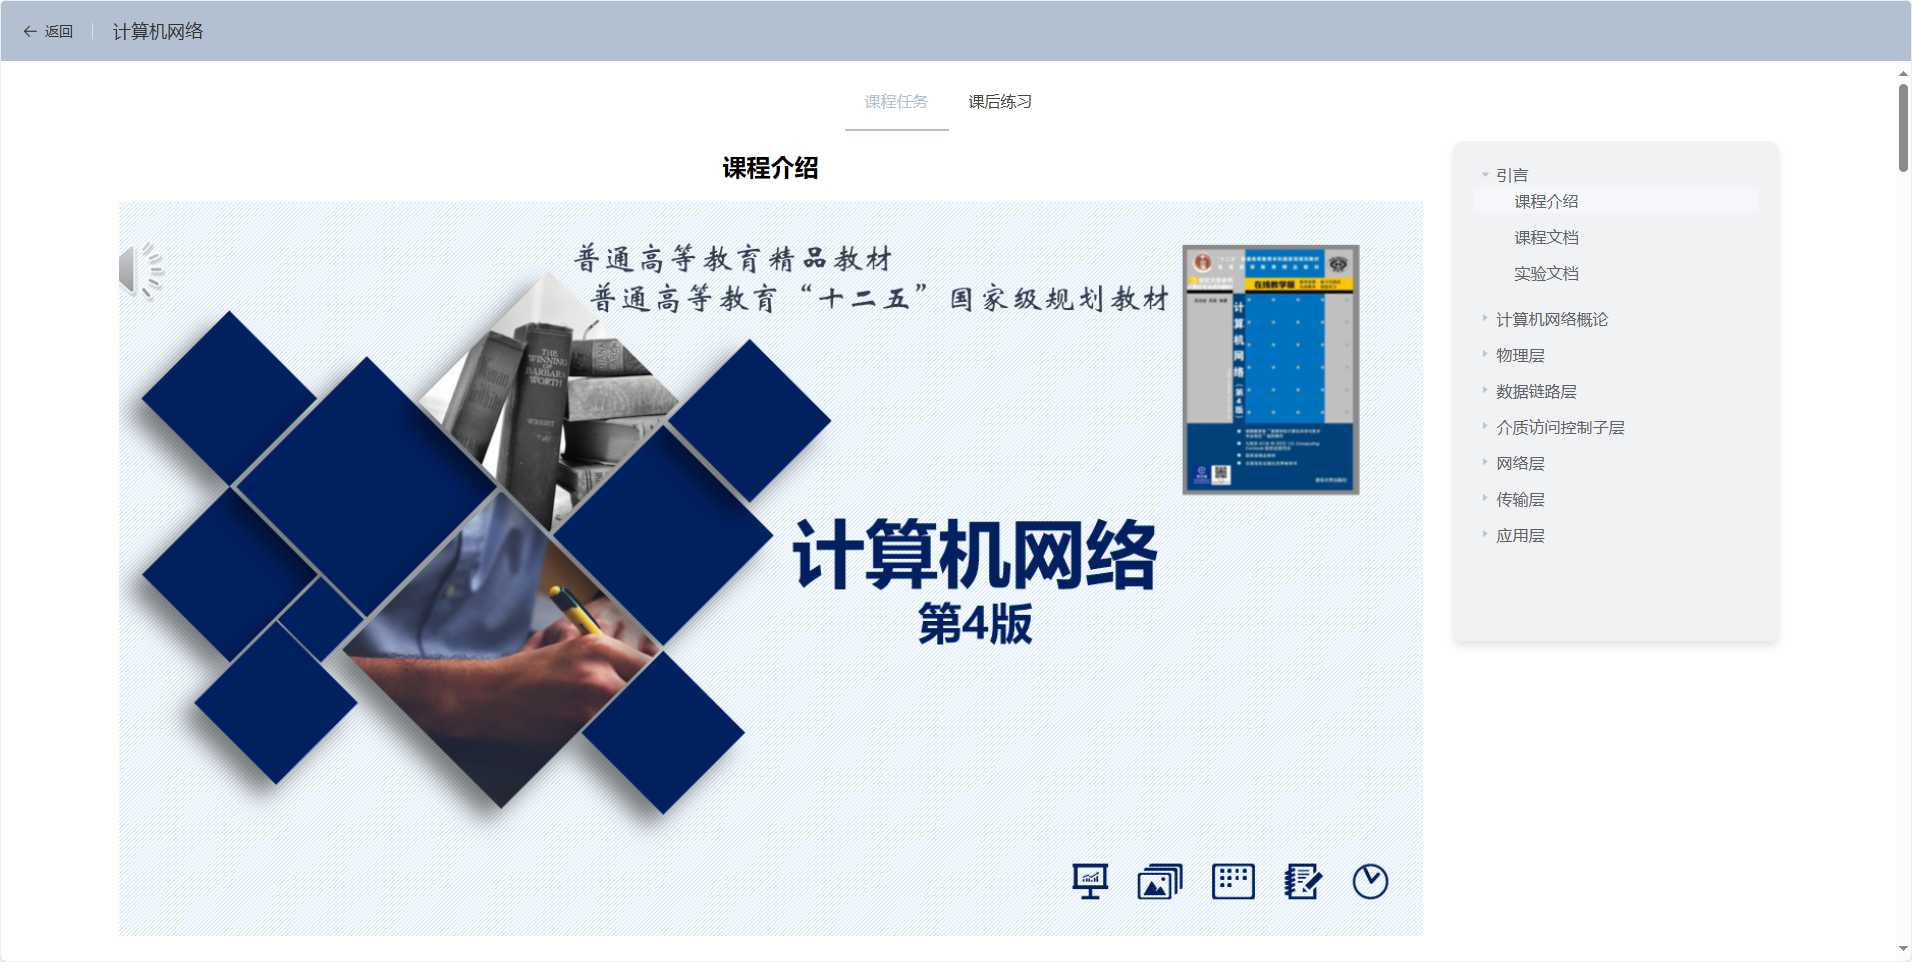 返回
计算机网络
课程任务
课后练习
课程介绍
普通高等教育精品教材
普通高等教育“十二五”国家级规划教材
在线教学版
计算机网络（第4版）
THE
WINNING
OF
BARBARA
WORTH
WRIGHT
计算机网络
第4版
引言
课程介绍
课程文档
实验文档
计算机网络概论
物理层
数据链路层
介质访问控制子层
网络层
传输层
应用层